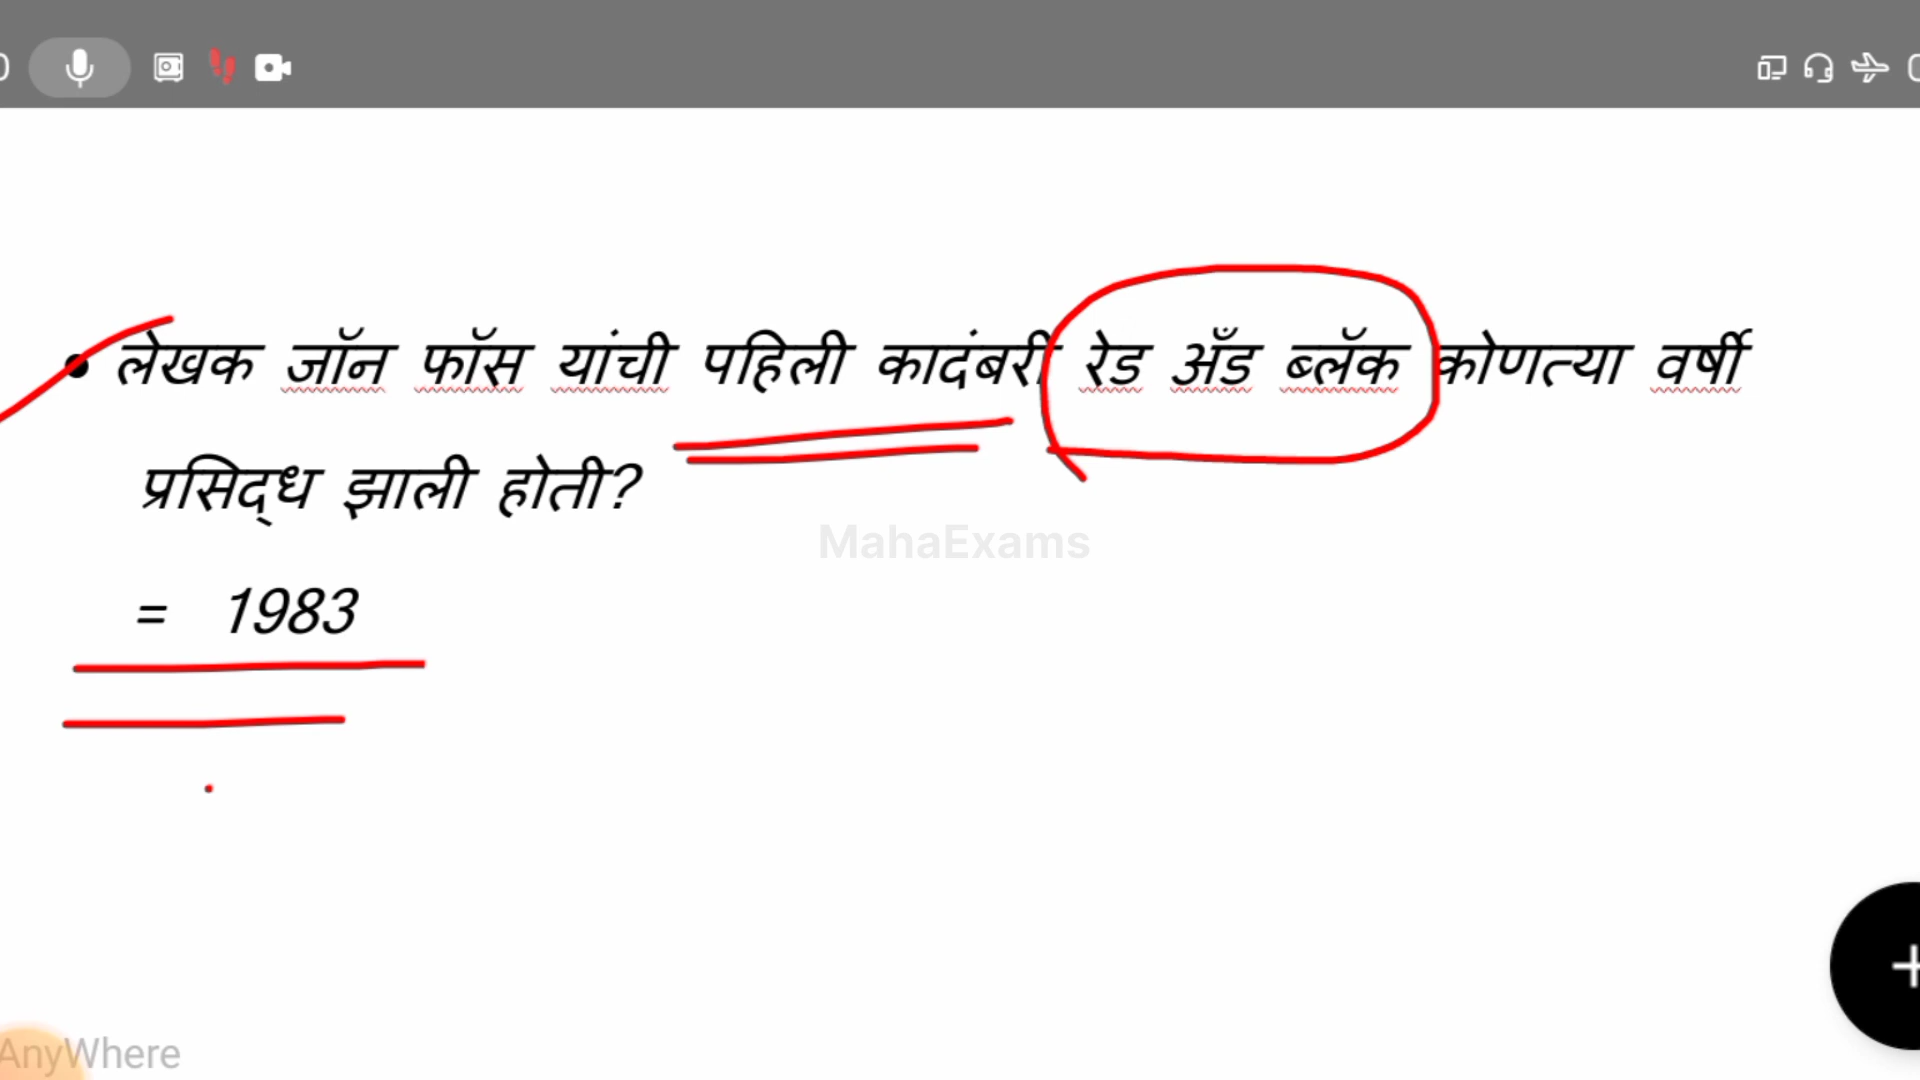 • लेखक जॉन फॉस यांची पहिली कादंबरी रेड अँड ब्लॅक कोणत्या वर्षी
प्रसिद्ध झाली होती?
MahaExams
= 1983
AnyWhere